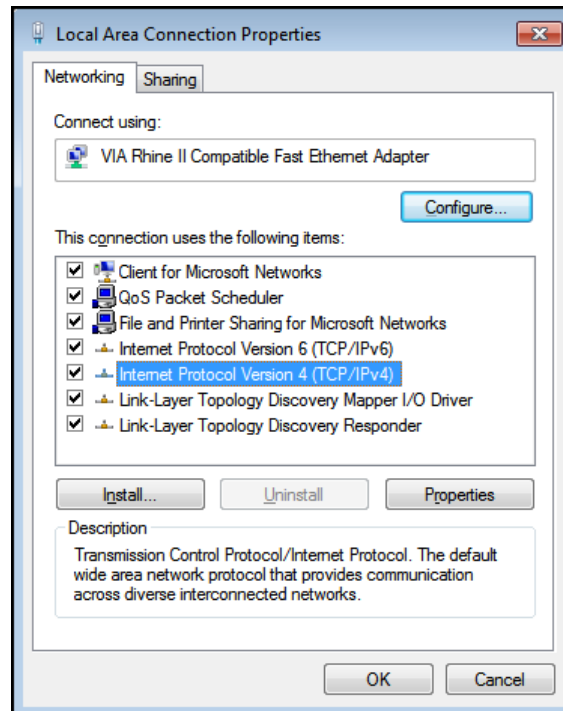 Local Area Connection Properties
Networking
Sharing
Connect using:
VIA Rhine II Compatible Fast Ethernet Adapter
Configure...
This connection uses the following items:
Client for Microsoft Networks
QoS Packet Scheduler
File and Printer Sharing for Microsoft Networks
Internet Protocol Version 6 (TCP/IPv6)
Internet Protocol Version 4 (TCP/IPv4)
Link-Layer Topology Discovery Mapper I/O Driver
Link-Layer Topology Discovery Responder
Install...
Uninstall
Properties
Description
Transmission Control Protocol/Internet Protocol. The default
wide area network protocol that provides communication
across diverse interconnected networks.
OK
Cancel